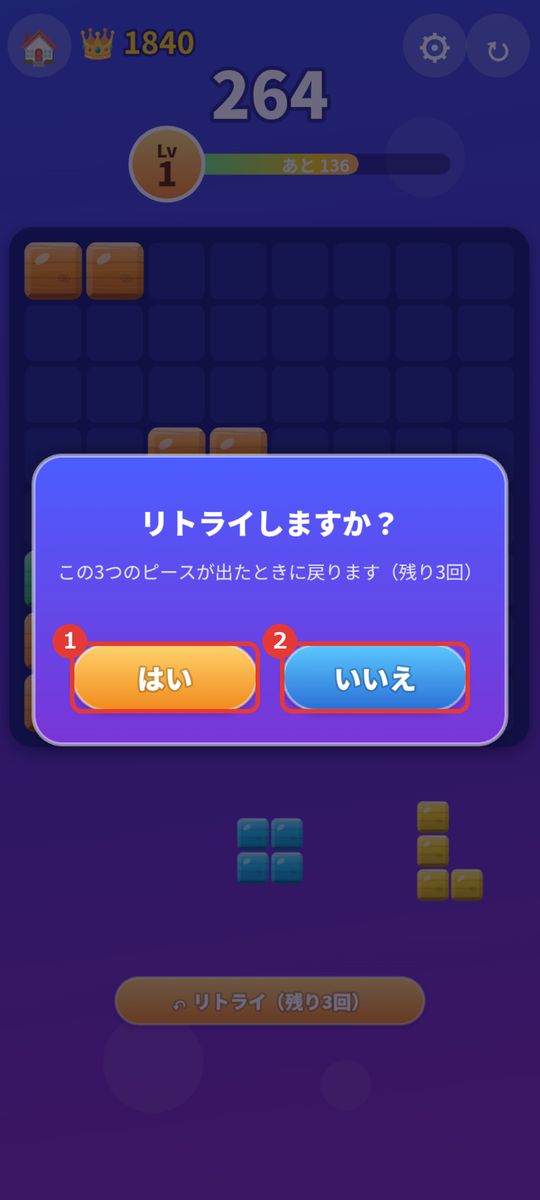 1840
264
Lv
1
あと 136
リトライしますか？
この3つのピースが出たときに戻ります（残り3回）
1
2
はい
いいえ
リトライ（残り3回）